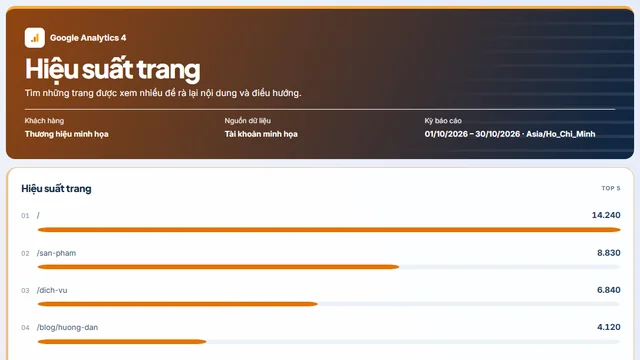 Google Analytics 4
Hiệu suất trang
Tìm những trang được xem nhiều để rà lại nội dung và điều hướng.
Khách hàng
Thương hiệu minh họa
Nguồn dữ liệu
Tài khoản minh họa
Kỳ báo cáo
01/10/2026 – 30/10/2026 · Asia/Ho_Chi_Minh
Hiệu suất trang
TOP 5
01 / 14.240
02 /san-pham 8.830
03 /dich-vu 6.840
04 /blog/huong-dan 4.120